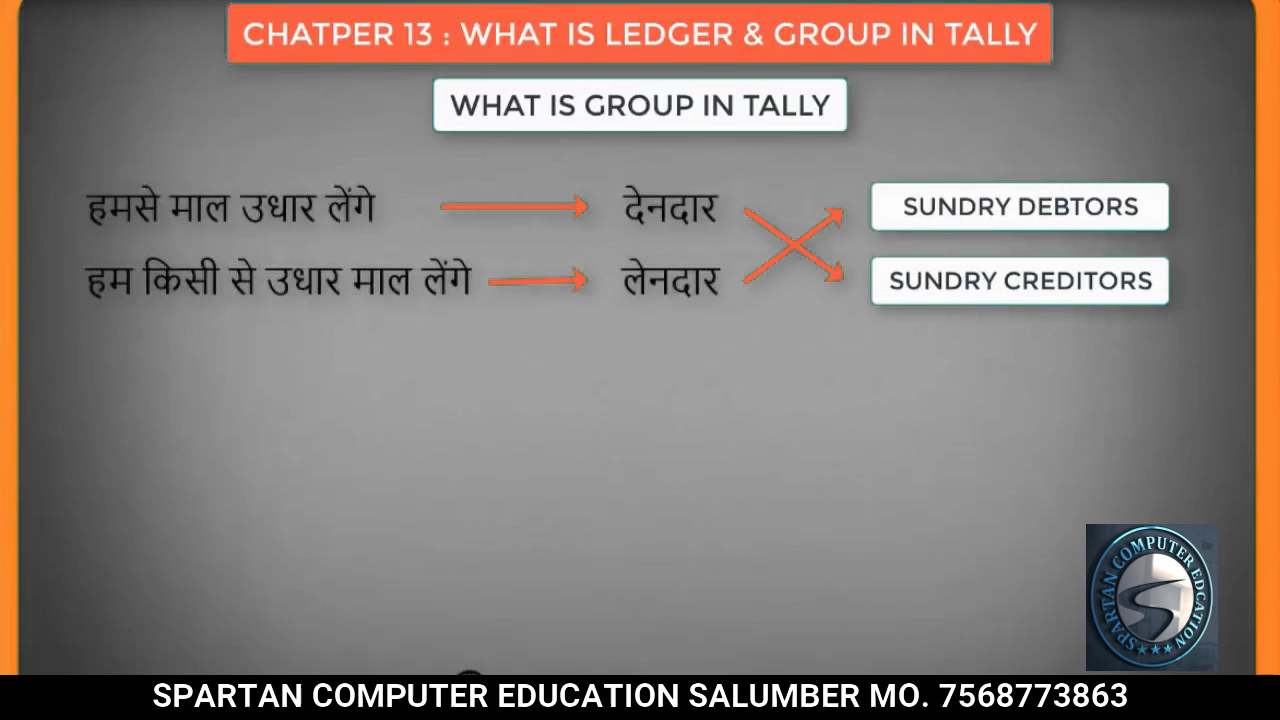 CHATPER 13 : WHAT IS LEDGER & GROUP IN TALLY
WHAT IS GROUP IN TALLY
हमसे माल उधार लेंगे देनदार SUNDRY DEBTORS
हम किसी से उधार माल लेंगे लेनदार SUNDRY CREDITORS
SPARTAN COMPUTER EDCATION
SPARTAN COMPUTER EDUCATION SALUMBER MO. 7568773863